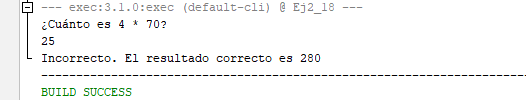 --- exec:3.1.0:exec (default-cli) @ Ej2_18 ---
¿Cuánto es 4 * 70?
25
Incorrecto. El resultado correcto es 280
------------------------------------------------------------------------
BUILD SUCCESS